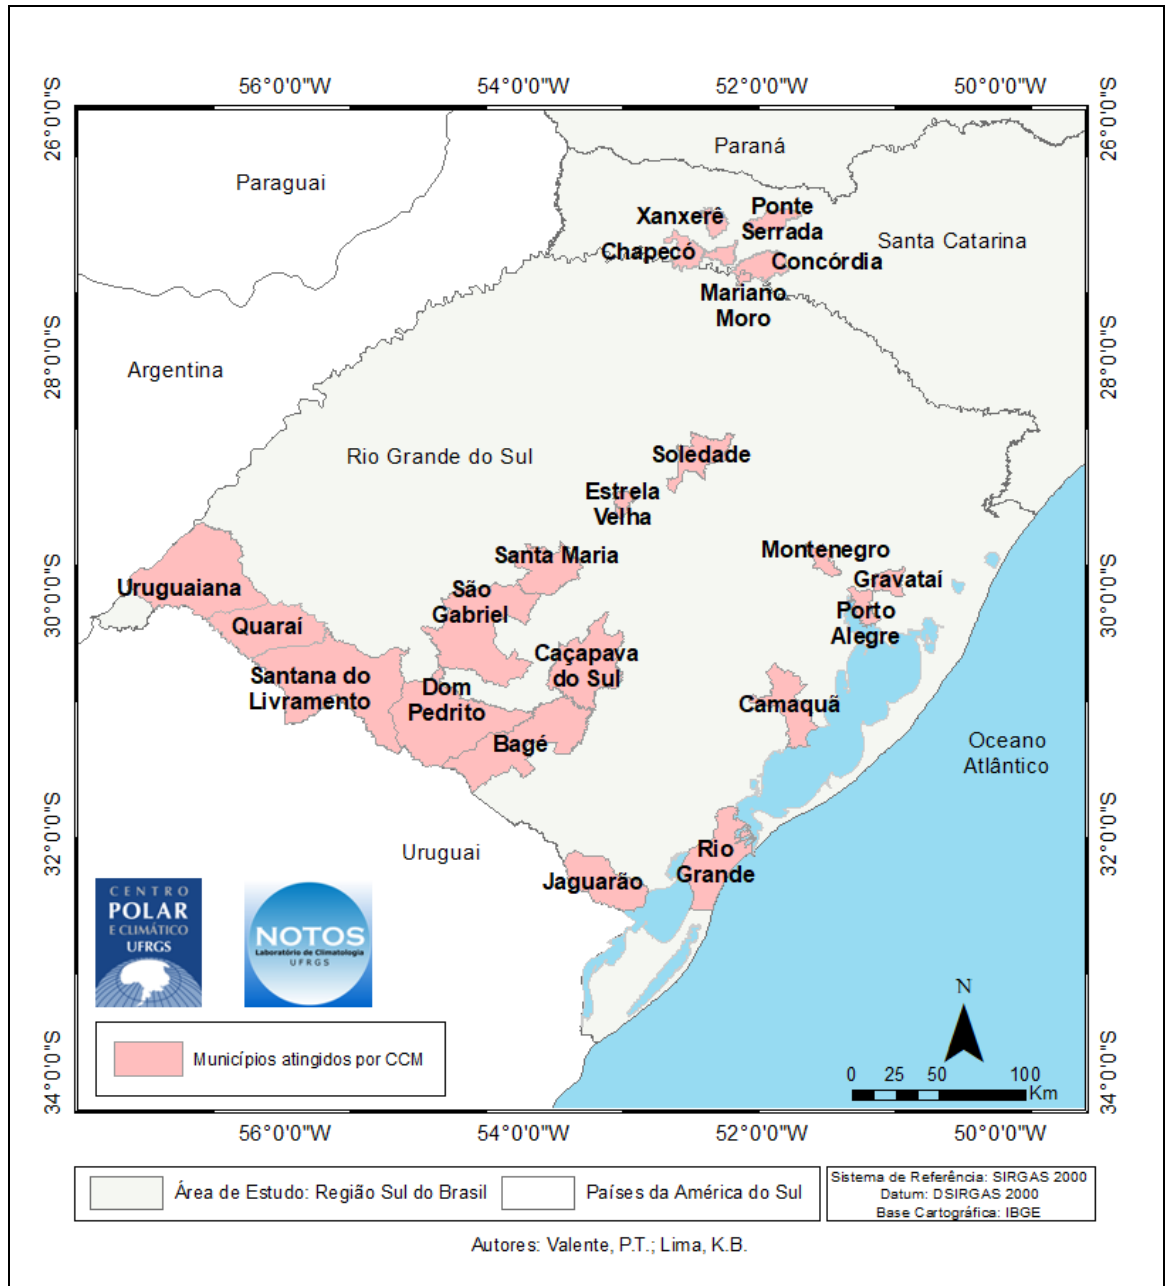 56°0'0"W 54°0'0"W 52°0'0"W 50°0'0"W
26°0'0"S
26°0'0"S
Paraná
Paraguai
Xanxerê
Ponte
Serrada
Santa Catarina
Chapecó
Concórdia
Mariano
Moro
28°0'0"S
28°0'0"S
Argentina
Rio Grande do Sul
Soledade
Estrela
Velha
Santa Maria
Montenegro
Gravataí
Uruguaiana
São
Gabriel
30°0'0"S
30°0'0"S
Quaraí
Porto
Alegre
Caçapava
do Sul
Santana do
Livramento
Dom
Pedrito
Camaquã
Bagé
Oceano
Atlântico
32°0'0"S
32°0'0"S
Uruguai
Rio
Grande
Jaguarão
CENTRO
POLAR
E CLIMÁTICO
UFRGS
NOTOS
Laboratório de Climatologia
UFRGS
N
Municípios atingidos por CCM
0 25 50 100
Km
34°0'0"S
34°0'0"S
56°0'0"W 54°0'0"W 52°0'0"W 50°0'0"W
Área de Estudo: Região Sul do Brasil
Países da América do Sul
Sistema de Referência: SIRGAS 2000
Datum: DSIRGAS 2000
Base Cartográfica: IBGE
Autores: Valente, P.T.; Lima, K.B.